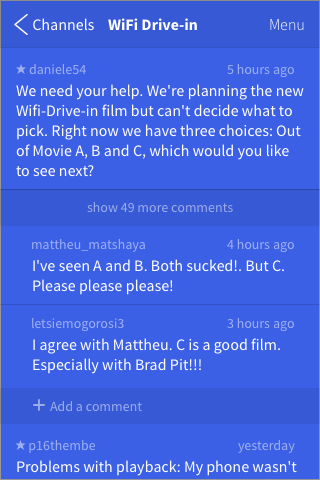 Channels WiFi Drive-in Menu
daniele54 5 hours ago
We need your help. We're planning the new
Wifi-Drive-in film but can't decide what to
pick. Right now we have three choices: Out
of Movie A, B and C, which would you like
to see next?
show 49 more comments
mattheu_matshaya 4 hours ago
I've seen A and B. Both sucked!. But C.
Please please please!
letsiemogorosi3 3 hours ago
I agree with Mattheu. C is a good film.
Especially with Brad Pit!!!
+ Add a comment
p16thembe yesterday
Problems with playback: My phone wasn't